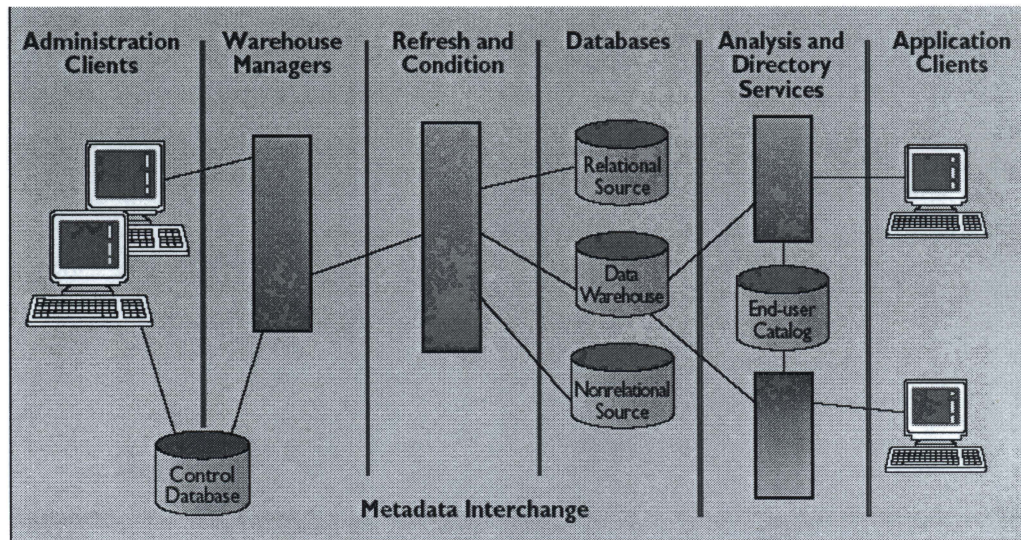 Administration
Clients
Warehouse
Managers
Refresh and
Condition
Databases
Analysis and
Directory
Services
Application
Clients
Relational
Source
Data
Warehouse
End-user
Catalog
Nonrelational
Source
Control
Database
Metadata Interchange